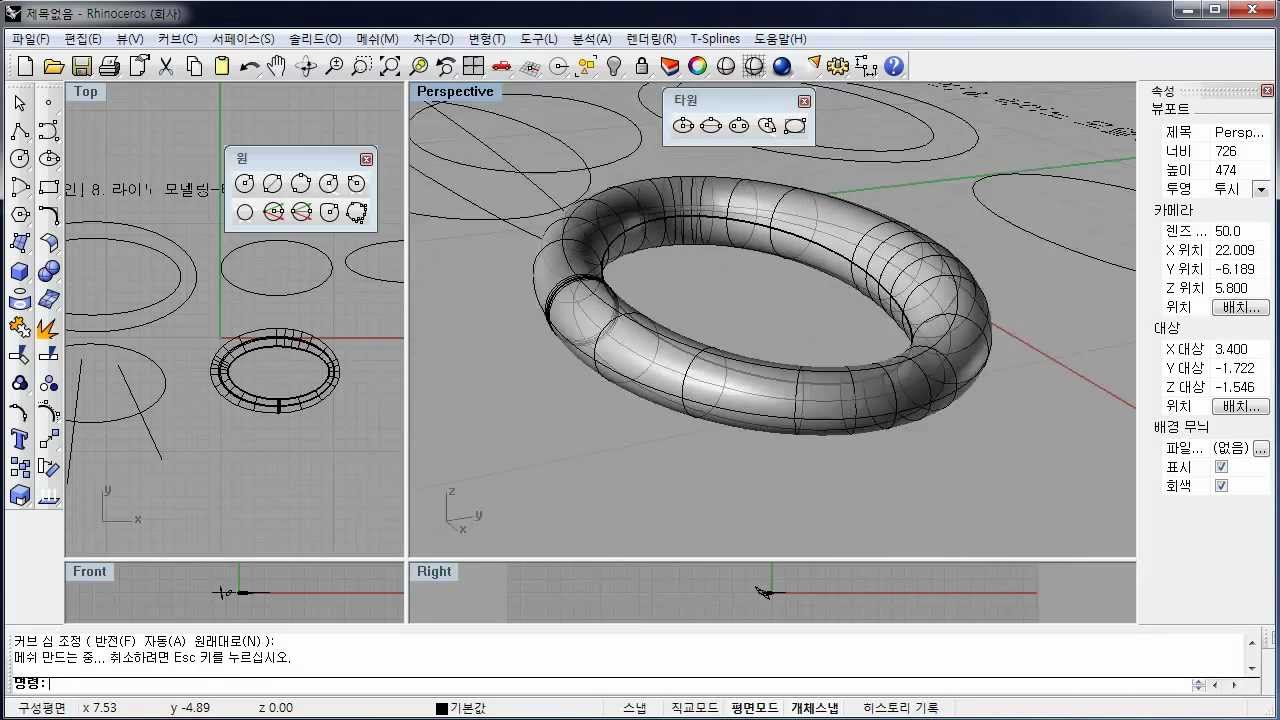 제목없음 - Rhinoceros (회사)
파일(F) 편집(E) 뷰(V) 커브(C) 서페이스(S) 솔리드(O) 메쉬(M) 치수(D) 변형(T) 도구(L) 분석(A) 렌더링(R) T-Splines 도움말(H)
Top
Perspective
타원
원
인| 8. 라이노 모델링-
y
x
z
y
x
Front
Right
속성
뷰포트
제목 Persp...
너비 726
높이 474
투영 투시
카메라
렌즈 ... 50.0
X 위치 22.009
Y 위치 -6.189
Z 위치 5.800
위치 배치...
대상
X 대상 3.400
Y 대상 -1.722
Z 대상 -1.546
위치 배치...
배경 무늬
파일... (없음) ...
표시
회색
커브 심 조정 ( 반전(F) 자동(A) 원래대로(N) ):
메쉬 만드는 중... 취소하려면 Esc 키를 누르십시오.
명령:
구성평면 x 7.53 y -4.89 z 0.00 기본값 스냅 직교모드 평면모드 개체스냅 히스토리 기록